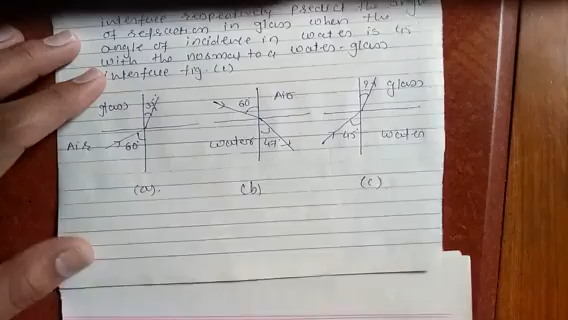 interface respectively predict the angle
of refraction in glass when the
angle of incidence in water is 45
with the normal to a water-glass
interface fig. (c)
glass
Air
60°
(a).
60
Air
water
47°
(b)
?
glass
45°
water
(c)